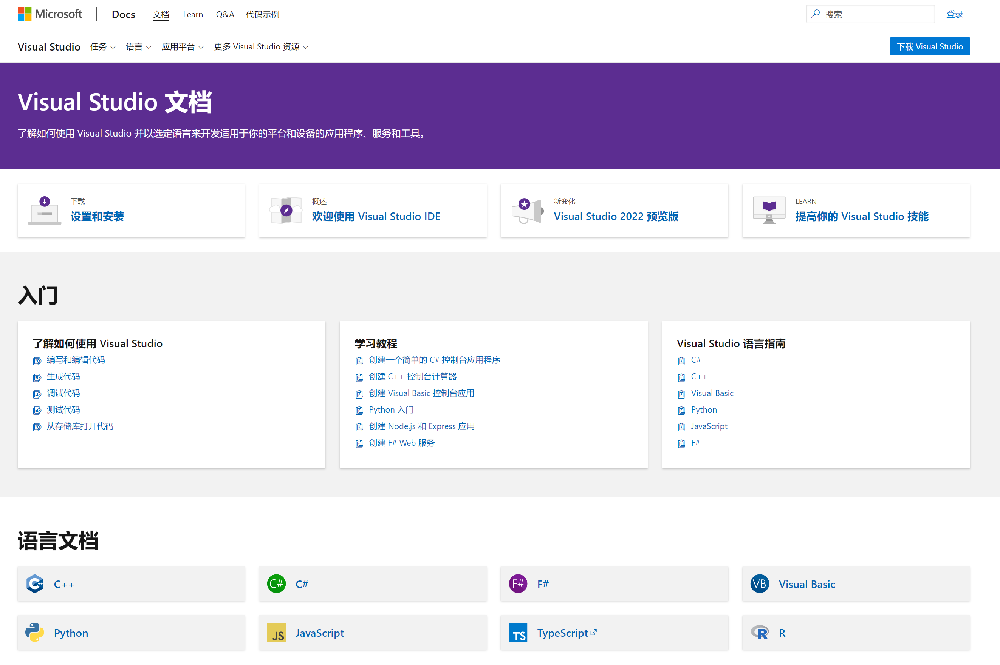 Microsoft | Docs 文档 Learn Q&A 代码示例 搜索 登录
Visual Studio 任务 语言 应用平台 更多 Visual Studio 资源 下载 Visual Studio
Visual Studio 文档
了解如何使用 Visual Studio 并以选定语言来开发适用于你的平台和设备的应用程序、服务和工具。
下载
设置和安装
概述
欢迎使用 Visual Studio IDE
新变化
Visual Studio 2022 预览版
LEARN
提高你的 Visual Studio 技能
入门
了解如何使用 Visual Studio
编写和编辑代码
生成代码
调试代码
测试代码
从存储库打开代码
学习教程
创建一个简单的 C# 控制台应用程序
创建 C++ 控制台计算器
创建 Visual Basic 控制台应用
Python 入门
创建 Node.js 和 Express 应用
创建 F# Web 服务
Visual Studio 语言指南
C#
C++
Visual Basic
Python
JavaScript
F#
语言文档
C++ C++
C# C#
F# F#
VB Visual Basic
Python
JS JavaScript
TS TypeScript
R R